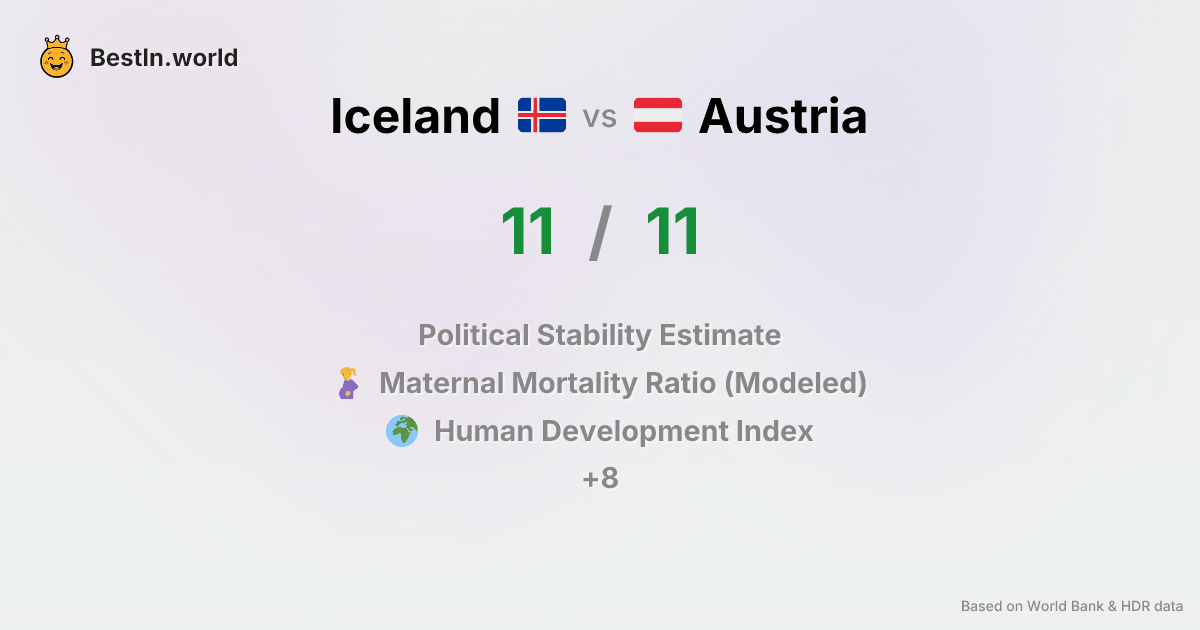 BestIn.world
Iceland vs Austria
11 / 11
Political Stability Estimate
Maternal Mortality Ratio (Modeled)
Human Development Index
+8
Based on World Bank & HDR data